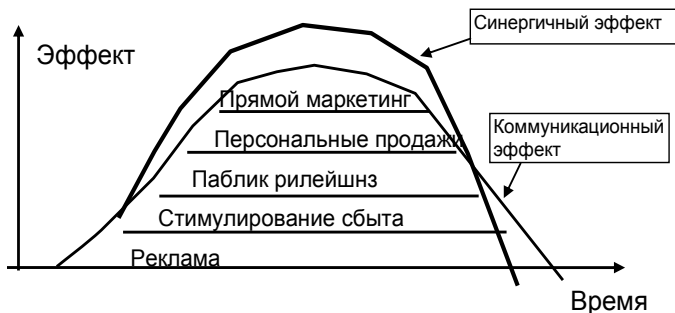 Синергичный эффект
Эффект
Прямой маркетинг
Персональные продажи
Коммуникационный
эффект
Паблик рилейшнз
Стимулирование сбыта
Реклама
Время